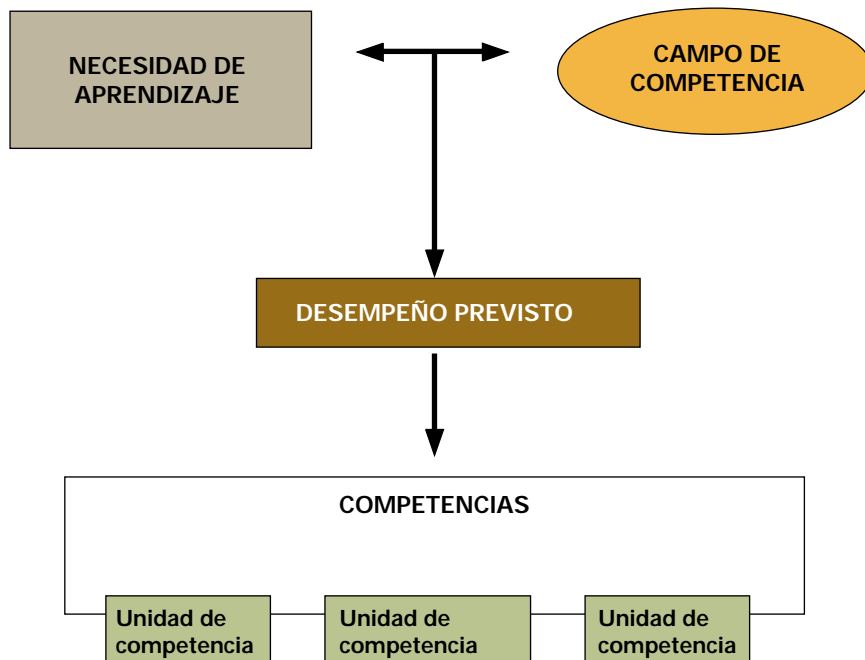 NECESIDAD DE
APRENDIZAJE
CAMPO DE
COMPETENCIA
DESEMPEÑO PREVISTO
COMPETENCIAS
Unidad de
competencia
Unidad de
competencia
Unidad de
competencia